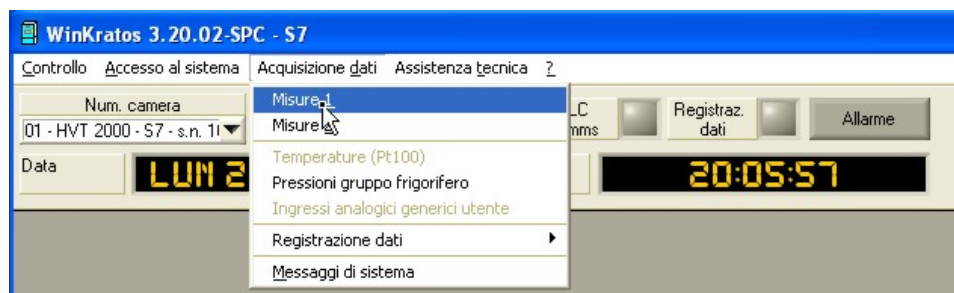 WinKratos 3.20.02-SPC - S7
Controllo Accesso al sistema Acquisizione dati Assistenza tecnica ?
Num. camera
01 - HVT 2000 - S7 - s.n.
Misure 1
Misure
Temperature (Pt100)
Pressioni gruppo frigorifero
Ingressi analogici generici utente
Registrazione dati
Messaggi di sistema
LC
mms
Registraz.
dati
Allarme
Data
LUN 2
20:05:57